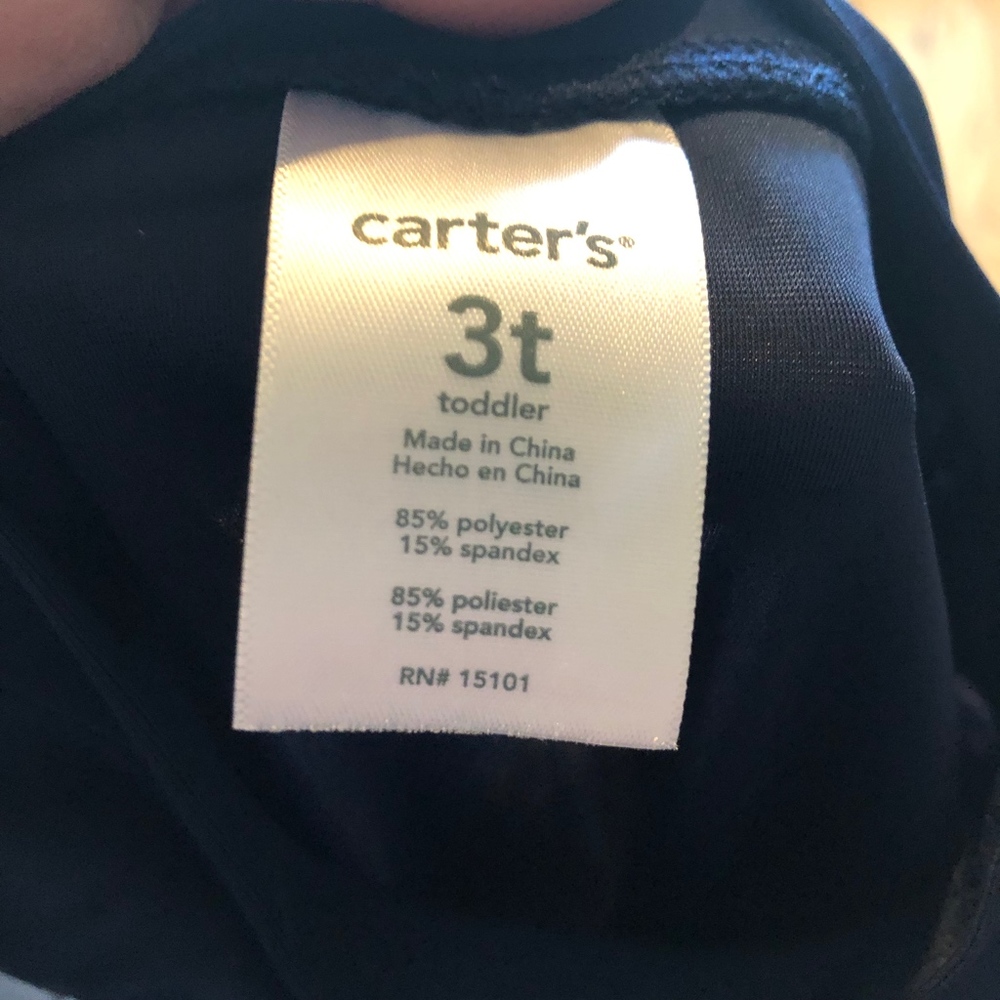 carter's®
3t
toddler
Made in China
Hecho en China
85% polyester
15% spandex
85% poliester
15% spandex
RN# 15101